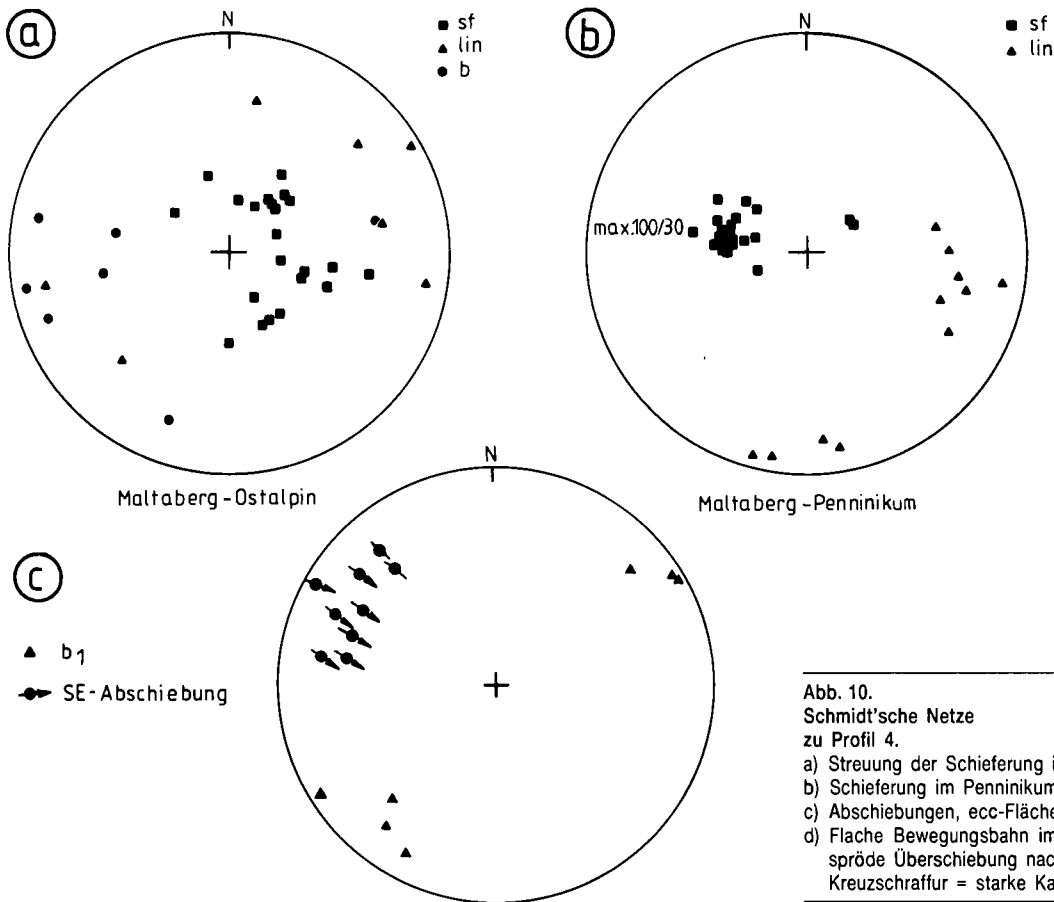 a
N
■ sf
▲ lin
● b
Maltaberg-Ostalpin
b
N
■ sf
▲ lin
max.100/30
Maltaberg-Penninikum
c
N
▲ b1
SE-Abschiebung
Abb. 10.
Schmidt'sche Netze
zu Profil 4.
a) Streuung der Schieferung i
b) Schieferung im Penninikum
c) Abschiebungen, ecc-Fläche
d) Flache Bewegungsbahn im
spröde Überschiebung nac
Kreuzschraffur = starke Ka